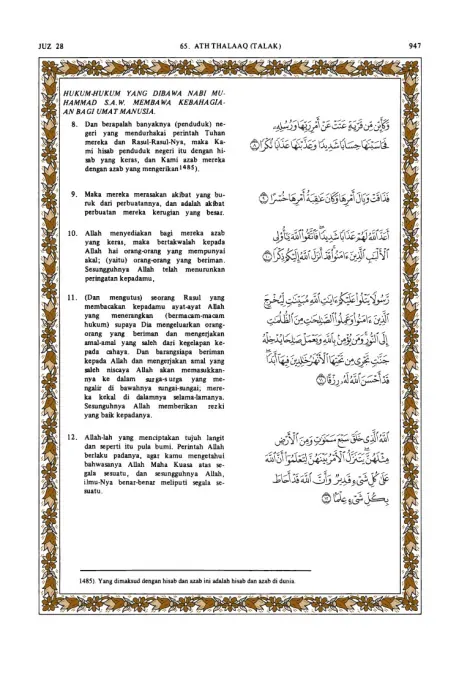 JUZ 28
65. ATH THALAAQ (TALAK)
947
HUKUM-HUKUM YANG DIBAWA NABI MU-
HAMMAD S.A.W. MEMBAWA KEBAHAGIA-
AN BAGI UMAT MANUSIA.
8. Dan berapalah banyaknya (penduduk) ne-
geri yang mendurhakai perintah Tuhan
mereka dan Rasul-Rasul-Nya, maka Ka-
mi hisab penduduk negeri itu dengan hi-
sab yang keras, dan Kami azab mereka
dengan azab yang mengerikan 1485).
وَكَأَيِّن مِّن قَرْيَةٍ عَتَتْ عَنْ أَمْرِ رَبِّهَا وَرُسُلِهِۦ
فَحَاسَبْنَٰهَا حِسَابًا شَدِيدًا وَعَذَّبْنَٰهَا عَذَابًا نُّكْرًا ﴿٨﴾
9. Maka mereka merasakan akibat yang bu-
ruk dari perbuatannya, dan adalah akibat
perbuatan mereka kerugian yang besar.
فَذَاقَتْ وَبَالَ أَمْرِهَا وَكَانَ عَٰقِبَةُ أَمْرِهَا خُسْرًا ﴿٩﴾
10. Allah menyediakan bagi mereka azab
yang keras, maka bertakwalah kepada
Allah hai orang-orang yang mempunyai
akal; (yaitu) orang-orang yang beriman.
Sesungguhnya Allah telah menurunkan
peringatan kepadamu,
أَعَدَّ ٱللَّهُ لَهُمْ عَذَابًا شَدِيدًا فَٱتَّقُوا۟ ٱللَّهَ يَٰٓأُو۟لِى
ٱلْأَلْبَٰبِ ٱلَّذِينَ ءَامَنُوا۟ قَدْ أَنزَلَ ٱللَّهُ إِلَيْكُمْ ذِكْرًا ﴿١٠﴾
11. (Dan mengutus) seorang Rasul yang
membacakan kepadamu ayat-ayat Allah
yang menerangkan (bermacam-macam
hukum) supaya Dia mengeluarkan orang-
orang yang beriman dan mengerjakan
amal-amal yang saleh dari kegelapan ke-
pada cahaya. Dan barangsiapa beriman
kepada Allah dan mengerjakan amal yang
saleh niscaya Allah akan memasukkan-
nya ke dalam surga-surga yang me-
ngalir di bawahnya sungai-sungai; mere-
ka kekal di dalamnya selama-lamanya.
Sesungguhnya Allah memberikan rezki
yang baik kepadanya.
رَّسُولًا يَتْلُوا۟ عَلَيْكُمْ ءَايَٰتِ ٱللَّهِ مُبَيِّنَٰتٍ لِّيُخْرِجَ
ٱلَّذِينَ ءَامَنُوا۟ وَعَمِلُوا۟ ٱلصَّٰلِحَٰتِ مِنَ ٱلظُّلُمَٰتِ
إِلَى ٱلنُّورِ وَمَن يُؤْمِنۢ بِٱللَّهِ وَيَعْمَلْ صَٰلِحًا يُدْخِلْهُ
جَنَّٰتٍ تَجْرِى مِن تَحْتِهَا ٱلْأَنْهَٰرُ خَٰلِدِينَ فِيهَآ أَبَدًا
قَدْ أَحْسَنَ ٱللَّهُ لَهُۥ رِزْقًا ﴿١١﴾
12. Allah-lah yang menciptakan tujuh langit
dan seperti itu pula bumi. Perintah Allah
berlaku padanya, agar kamu mengetahui
bahwasanya Allah Maha Kuasa atas se-
gala sesuatu, dan sesungguhnya Allah,
ilmu-Nya benar-benar meliputi segala se-
suatu.
ٱللَّهُ ٱلَّذِى خَلَقَ سَبْعَ سَمَٰوَٰتٍ وَمِنَ ٱلْأَرْضِ
مِثْلَهُنَّ يَتَنَزَّلُ ٱلْأَمْرُ بَيْنَهُنَّ لِتَعْلَمُوٓا۟ أَنَّ ٱللَّهَ
عَلَىٰ كُلِّ شَىْءٍ قَدِيرٌ وَأَنَّ ٱللَّهَ قَدْ أَحَاطَ
بِكُلِّ شَىْءٍ عِلْمًۢا ﴿١٢﴾
1485). Yang dimaksud dengan hisab dan azab ini adalah hisab dan azab di dunia.